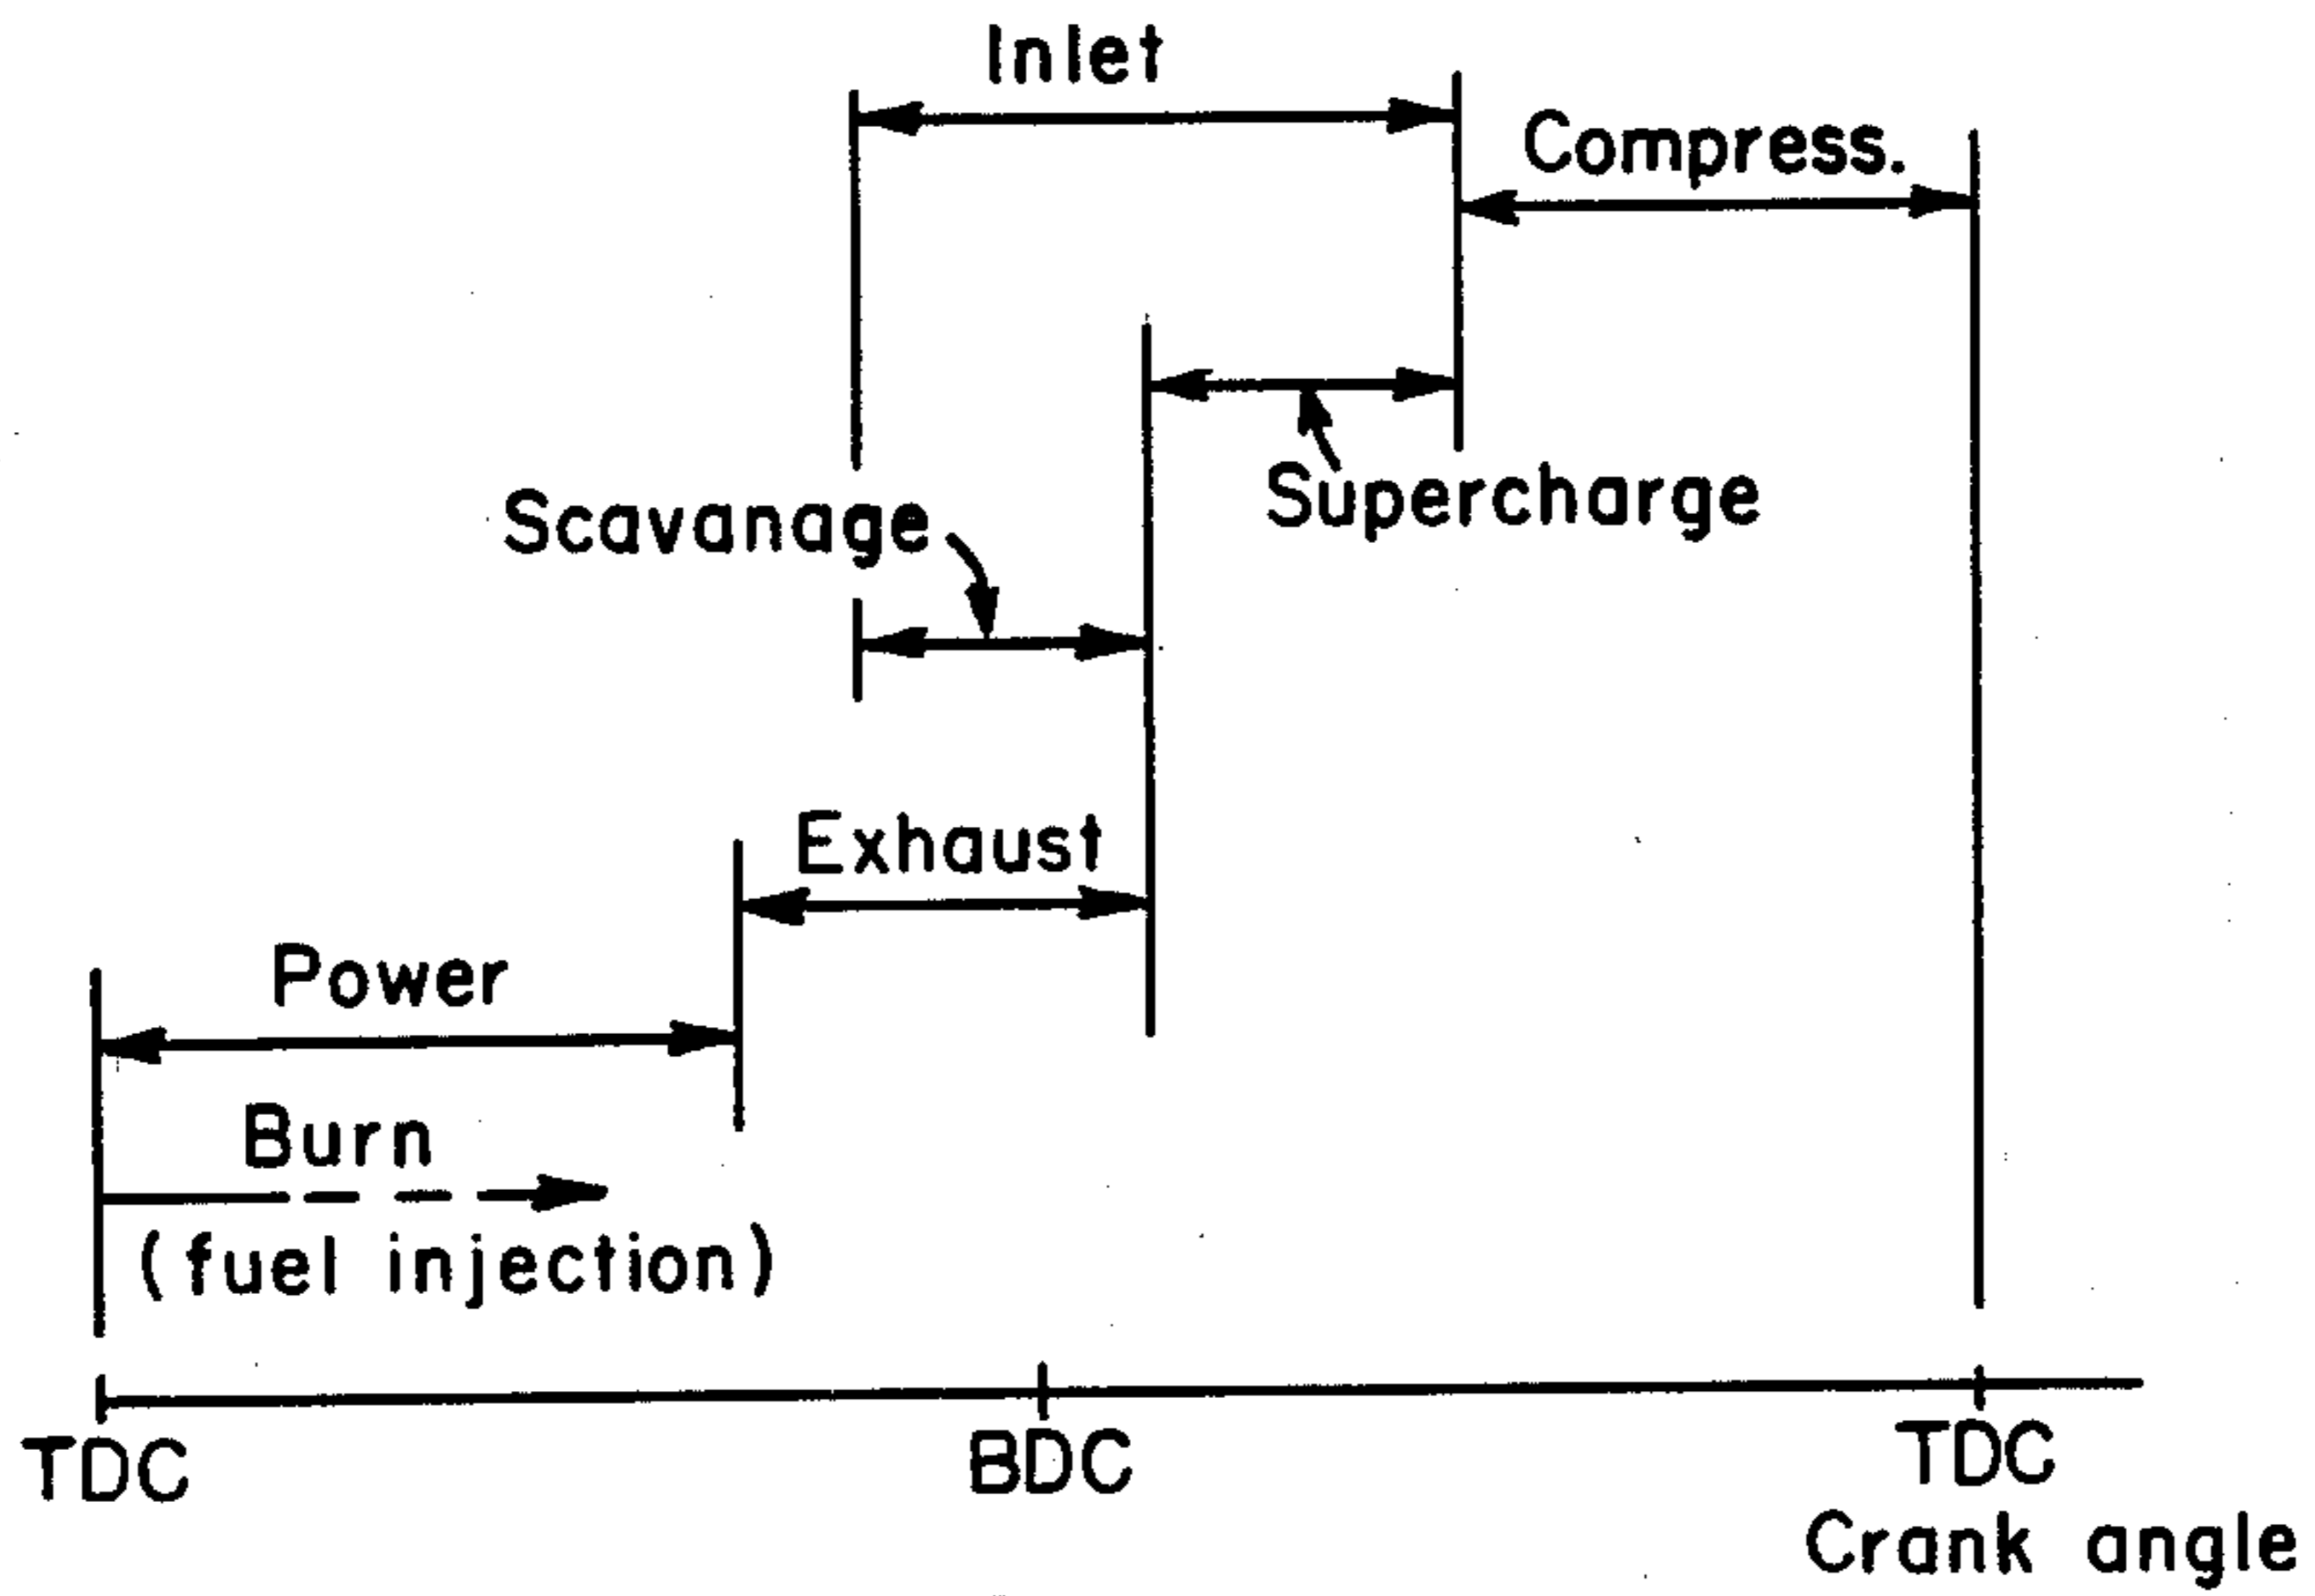 Inlet
Compress.
Supercharge
Scavanage
Exhaust
Power
Burn
(fuel injection)
TDC BDC TDC
Crank angle